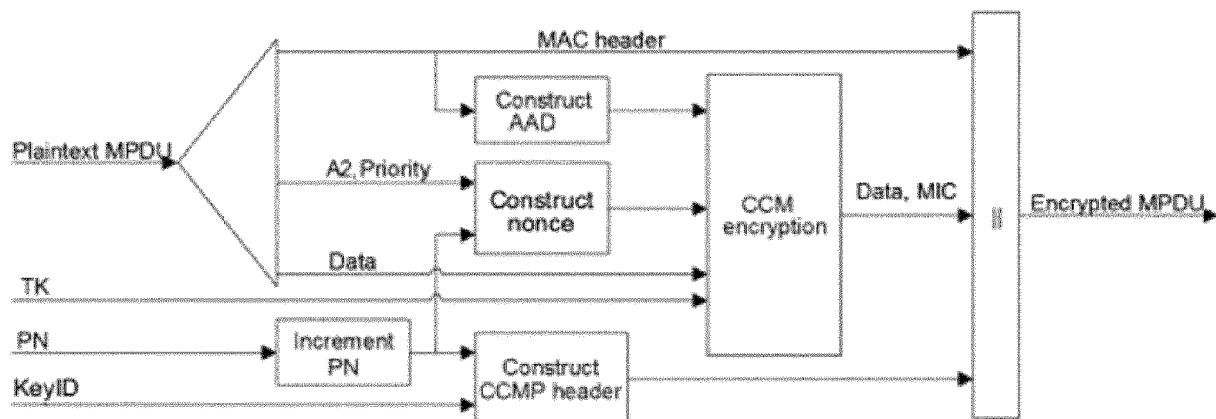 MAC header
Construct
AAD
Plaintext MPDU
A2, Priority
Construct
nonce
CCM
encryption
Data, MIC
||
Encrypted MPDU
Data
TK
PN
Increment
PN
KeyID
Construct
CCMP header